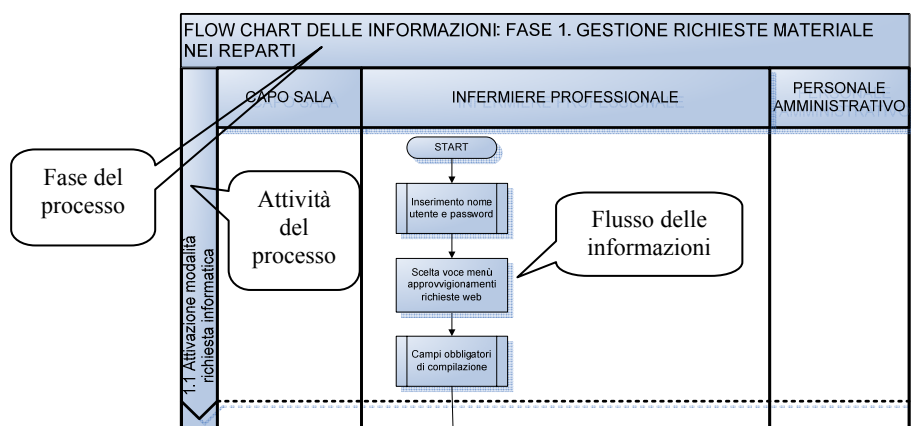 FLOW CHART DELLE INFORMAZIONI: FASE 1. GESTIONE RICHIESTE MATERIALE
NEI REPARTI
CAPO SALA
INFERMIERE PROFESSIONALE
PERSONALE
AMMINISTRATIVO
START
Fase del
processo
Attività
del
processo
Inserimento nome
utente e password
Flusso delle
informazioni
Scelta voce menù
approvvigionamenti
richieste web
1.1 Attivazione modalità
richiesta informatica
Campi obbligatori
di compilazione